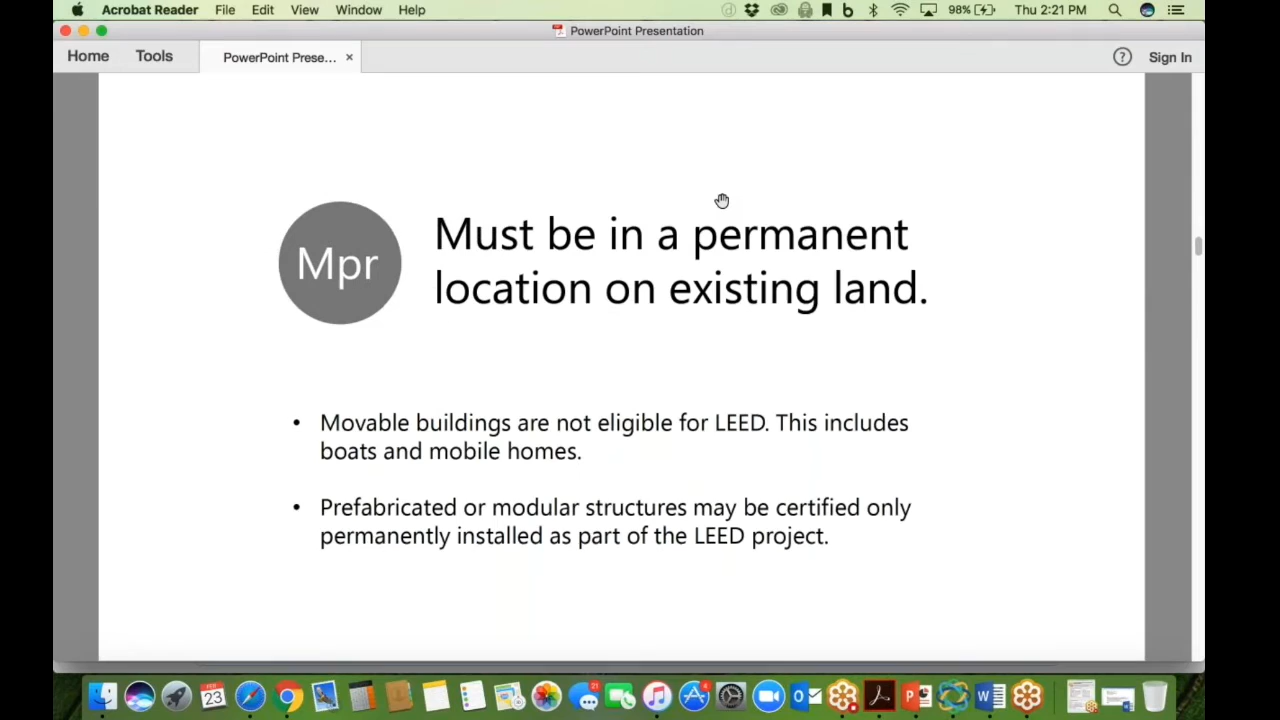 Acrobat Reader File Edit View Window Help 98% Thu 2:21 PM
PowerPoint Presentation
Home Tools PowerPoint Prese... × ? Sign In
Mpr
Must be in a permanent
location on existing land.
• Movable buildings are not eligible for LEED. This includes
boats and mobile homes.
• Prefabricated or modular structures may be certified only
permanently installed as part of the LEED project.
23
21